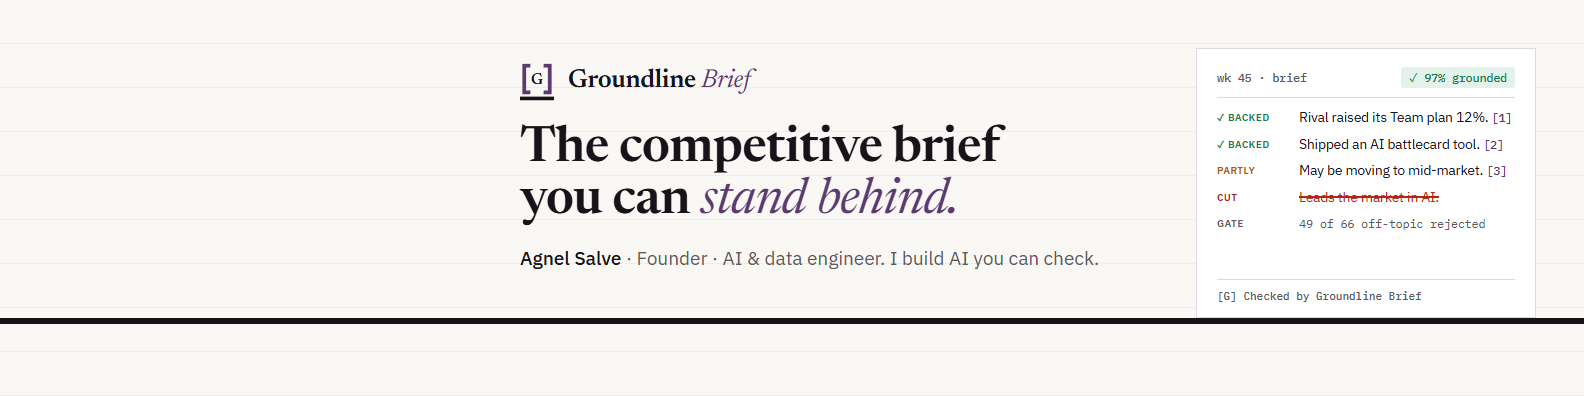 [G] Groundline Brief
The competitive brief
you can stand behind.
Agnel Salve · Founder · AI & data engineer. I build AI you can check.
wk 45 · brief ✓ 97% grounded
✓ BACKED Rival raised its Team plan 12%. [1]
✓ BACKED Shipped an AI battlecard tool. [2]
PARTLY May be moving to mid-market. [3]
CUT Leads the market in AI.
GATE 49 of 66 off-topic rejected
[G] Checked by Groundline Brief